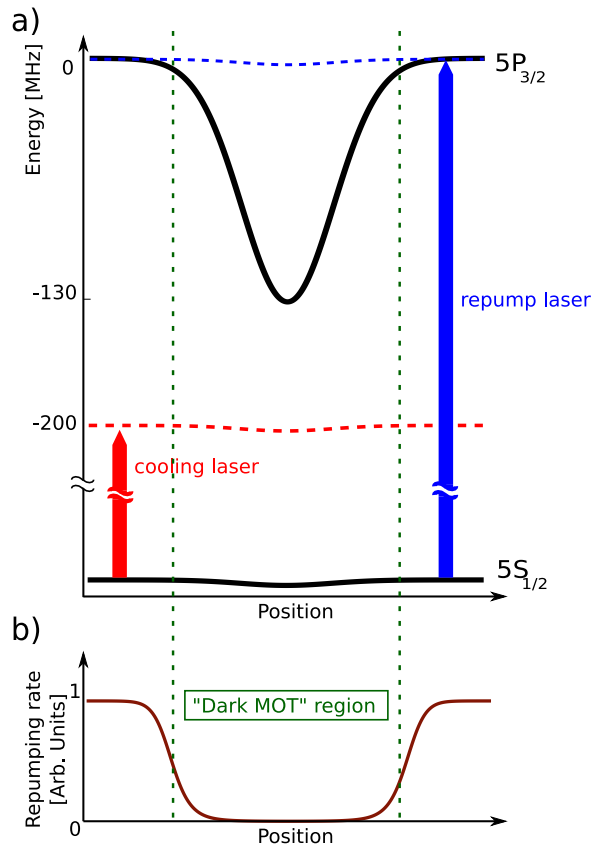 a)
Energy [MHz]
0
-130
-200
5P3/2
repump laser
cooling laser
5S1/2
Position
b)
Repumping rate
[Arb. Units]
1
0
"Dark MOT" region
Position